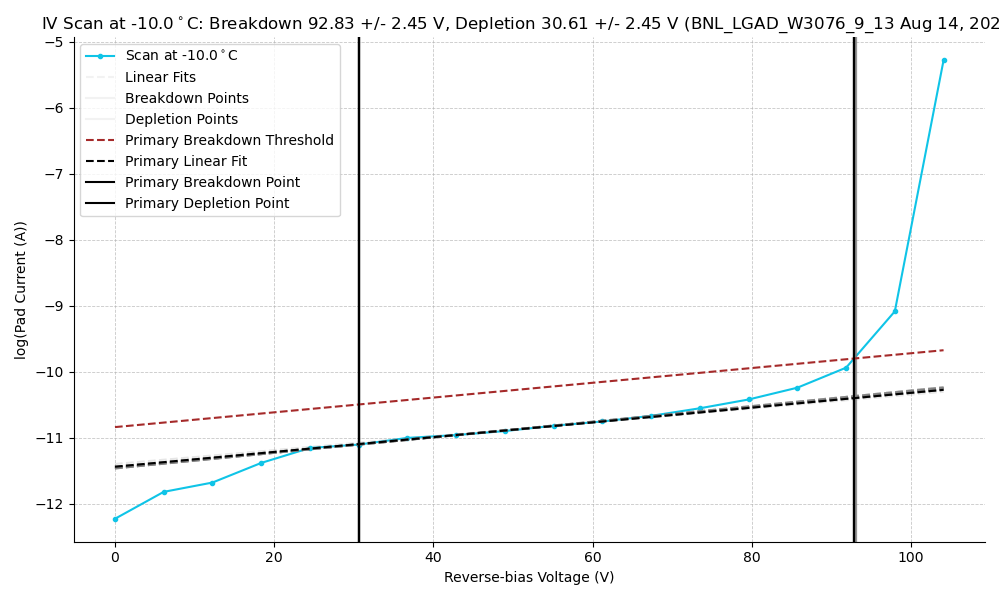 IV Scan at -10.0°C: Breakdown 92.83 +/- 2.45 V, Depletion 30.61 +/- 2.45 V (BNL_LGAD_W3076_9_13 Aug 14, 202
Scan at -10.0°C
Linear Fits
Breakdown Points
Depletion Points
Primary Breakdown Threshold
Primary Linear Fit
Primary Breakdown Point
Primary Depletion Point
log(Pad Current (A))
−5
−6
−7
−8
−9
−10
−11
−12
0 20 40 60 80 100
Reverse-bias Voltage (V)